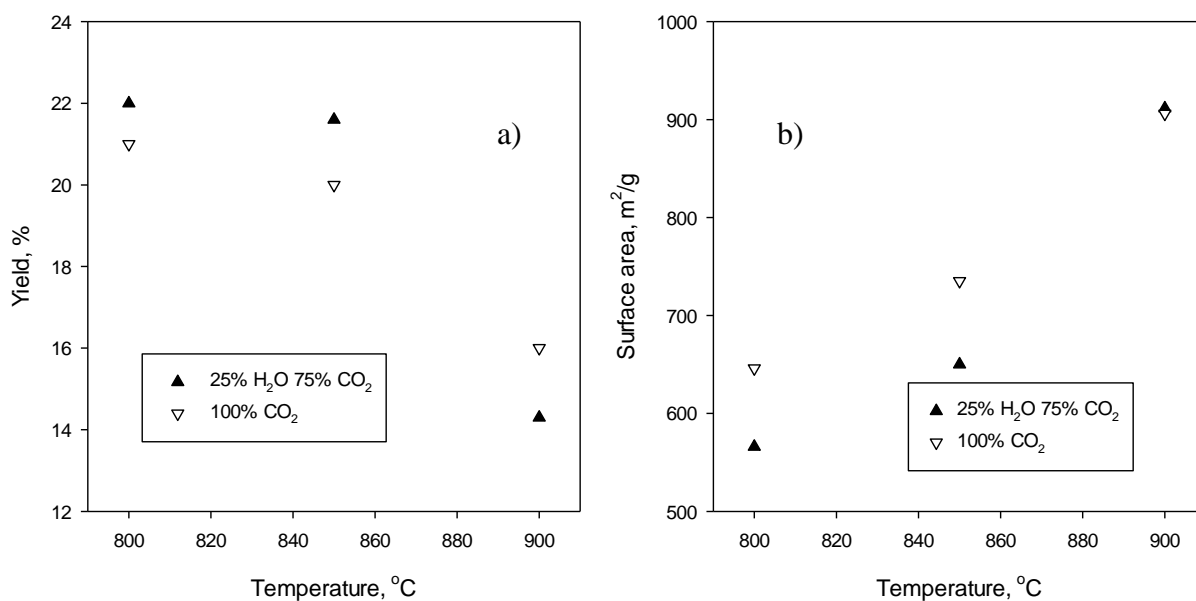 24
22
20
18
16
14
12
Yield, %
a)
25% H₂O 75% CO₂
100% CO₂
800 820 840 860 880 900
Temperature, °C
1000
900
800
700
600
500
Surface area, m²/g
b)
25% H₂O 75% CO₂
100% CO₂
800 820 840 860 880 900
Temperature, °C